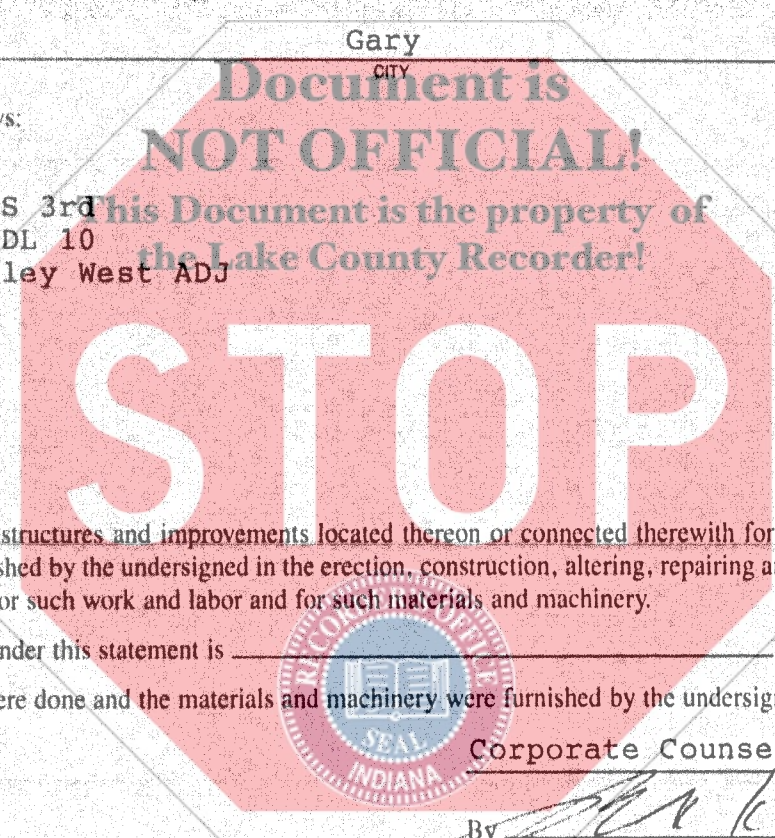 Gary
CITY
Document is
NOT OFFICIAL!
S 3rd
This Document is the property of
DL 10
the Lake County Recorder!
ley West ADJ
STOP
structures and improvements located thereon or connected therewith for
shed by the undersigned in the erection, construction, altering, repairing a
or such work and labor and for such materials and machinery.
nder this statement is
ere done and the materials and machinery were furnished by the undersig
RECORDER'S OFFICE
SEAL
INDIANA
Corporate Counse
By